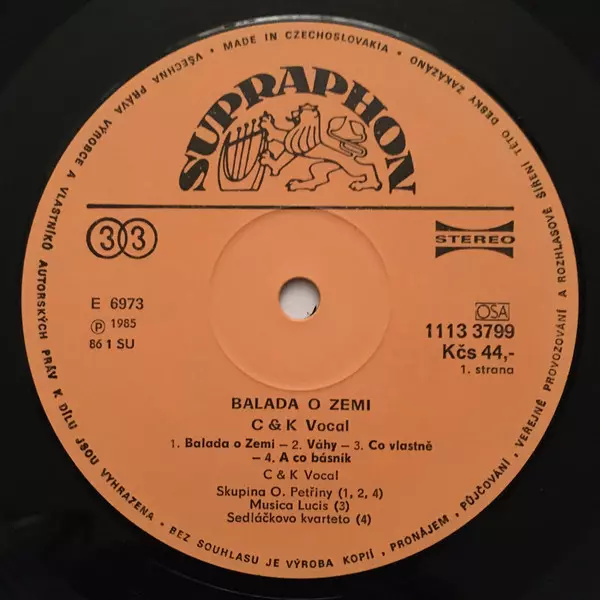 VŠECHNA PRÁVA VÝROBCE A VLASTNÍKŮ AUTORSKÝCH PRÁV K DÍLU JSOU VYHRAZENA - BEZ SOUHLASU JE VÝROBA KOPIÍ, PRONÁJEM, PŮJČOVÁNÍ, VEŘEJNÉ PROVOZOVÁNÍ A ROZHLASOVÉ ŠÍŘENÍ TÉTO DESKY ZAKÁZÁNO • MADE IN CZECHOSLOVAKIA •
SUPRAPHON
33
STEREO
E 6973
℗ 1985
86 1 SU
OSA
1113 3799
Kčs 44,-
1. strana
BALADA O ZEMI
C & K Vocal
1. Balada o Zemi – 2. Váhy – 3. Co vlastně
– 4. A co básník
C & K Vocal
Skupina O. Petřiny (1, 2, 4)
Musica Lucis (3)
Sedláčkovo kvarteto (4)